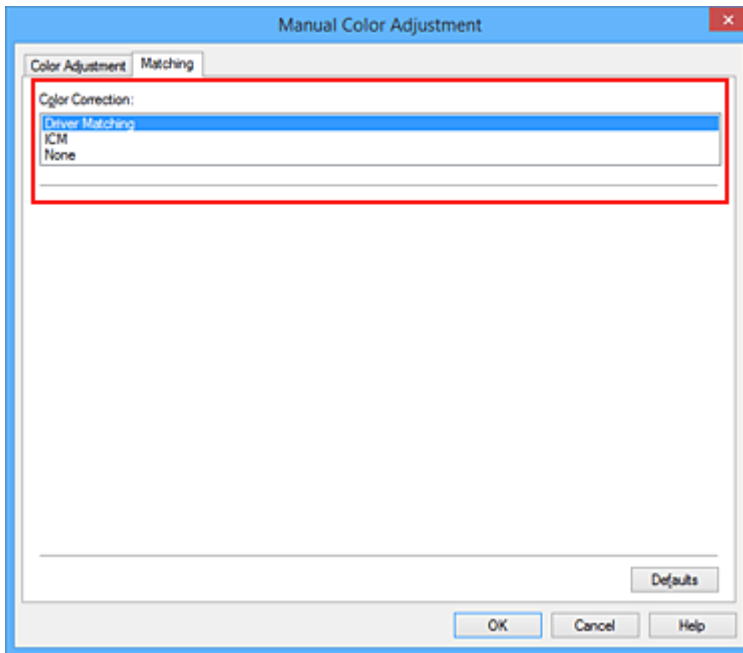 Manual Color Adjustment
Color Adjustment Matching
Color Correction:
Driver Matching
ICM
None
Defaults
OK Cancel Help